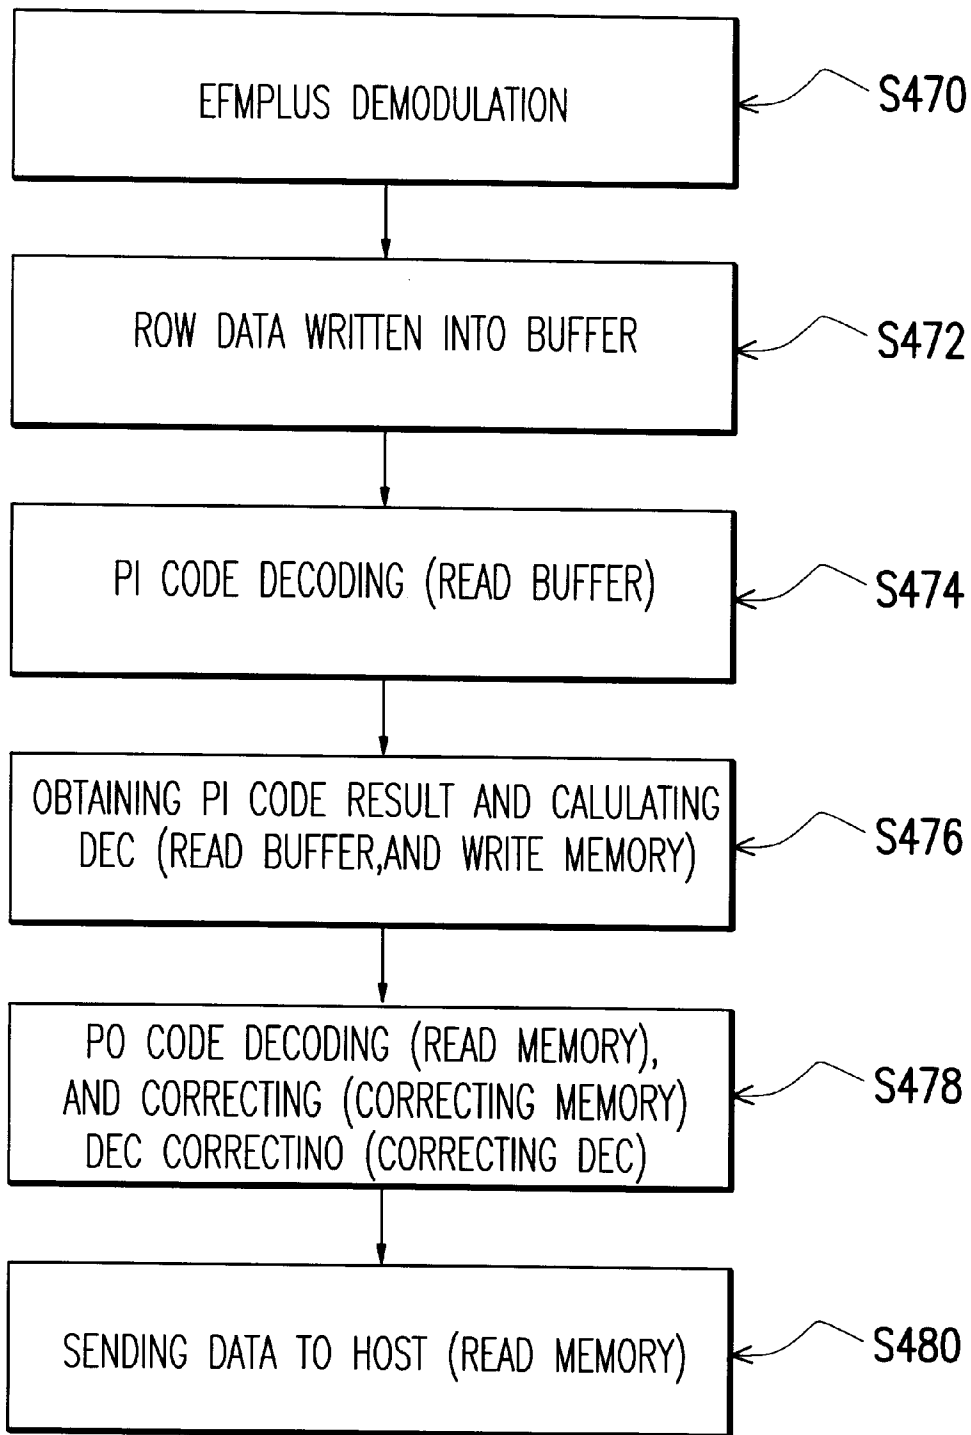 EFMPLUS DEMODULATION
S470
ROW DATA WRITTEN INTO BUFFER
S472
PI CODE DECODING (READ BUFFER)
S474
OBTAINING PI CODE RESULT AND CALULATING
DEC (READ BUFFER,AND WRITE MEMORY)
S476
PO CODE DECODING (READ MEMORY),
AND CORRECTING (CORRECTING MEMORY)
DEC CORRECTINO (CORRECTING DEC)
S478
SENDING DATA TO HOST (READ MEMORY)
S480